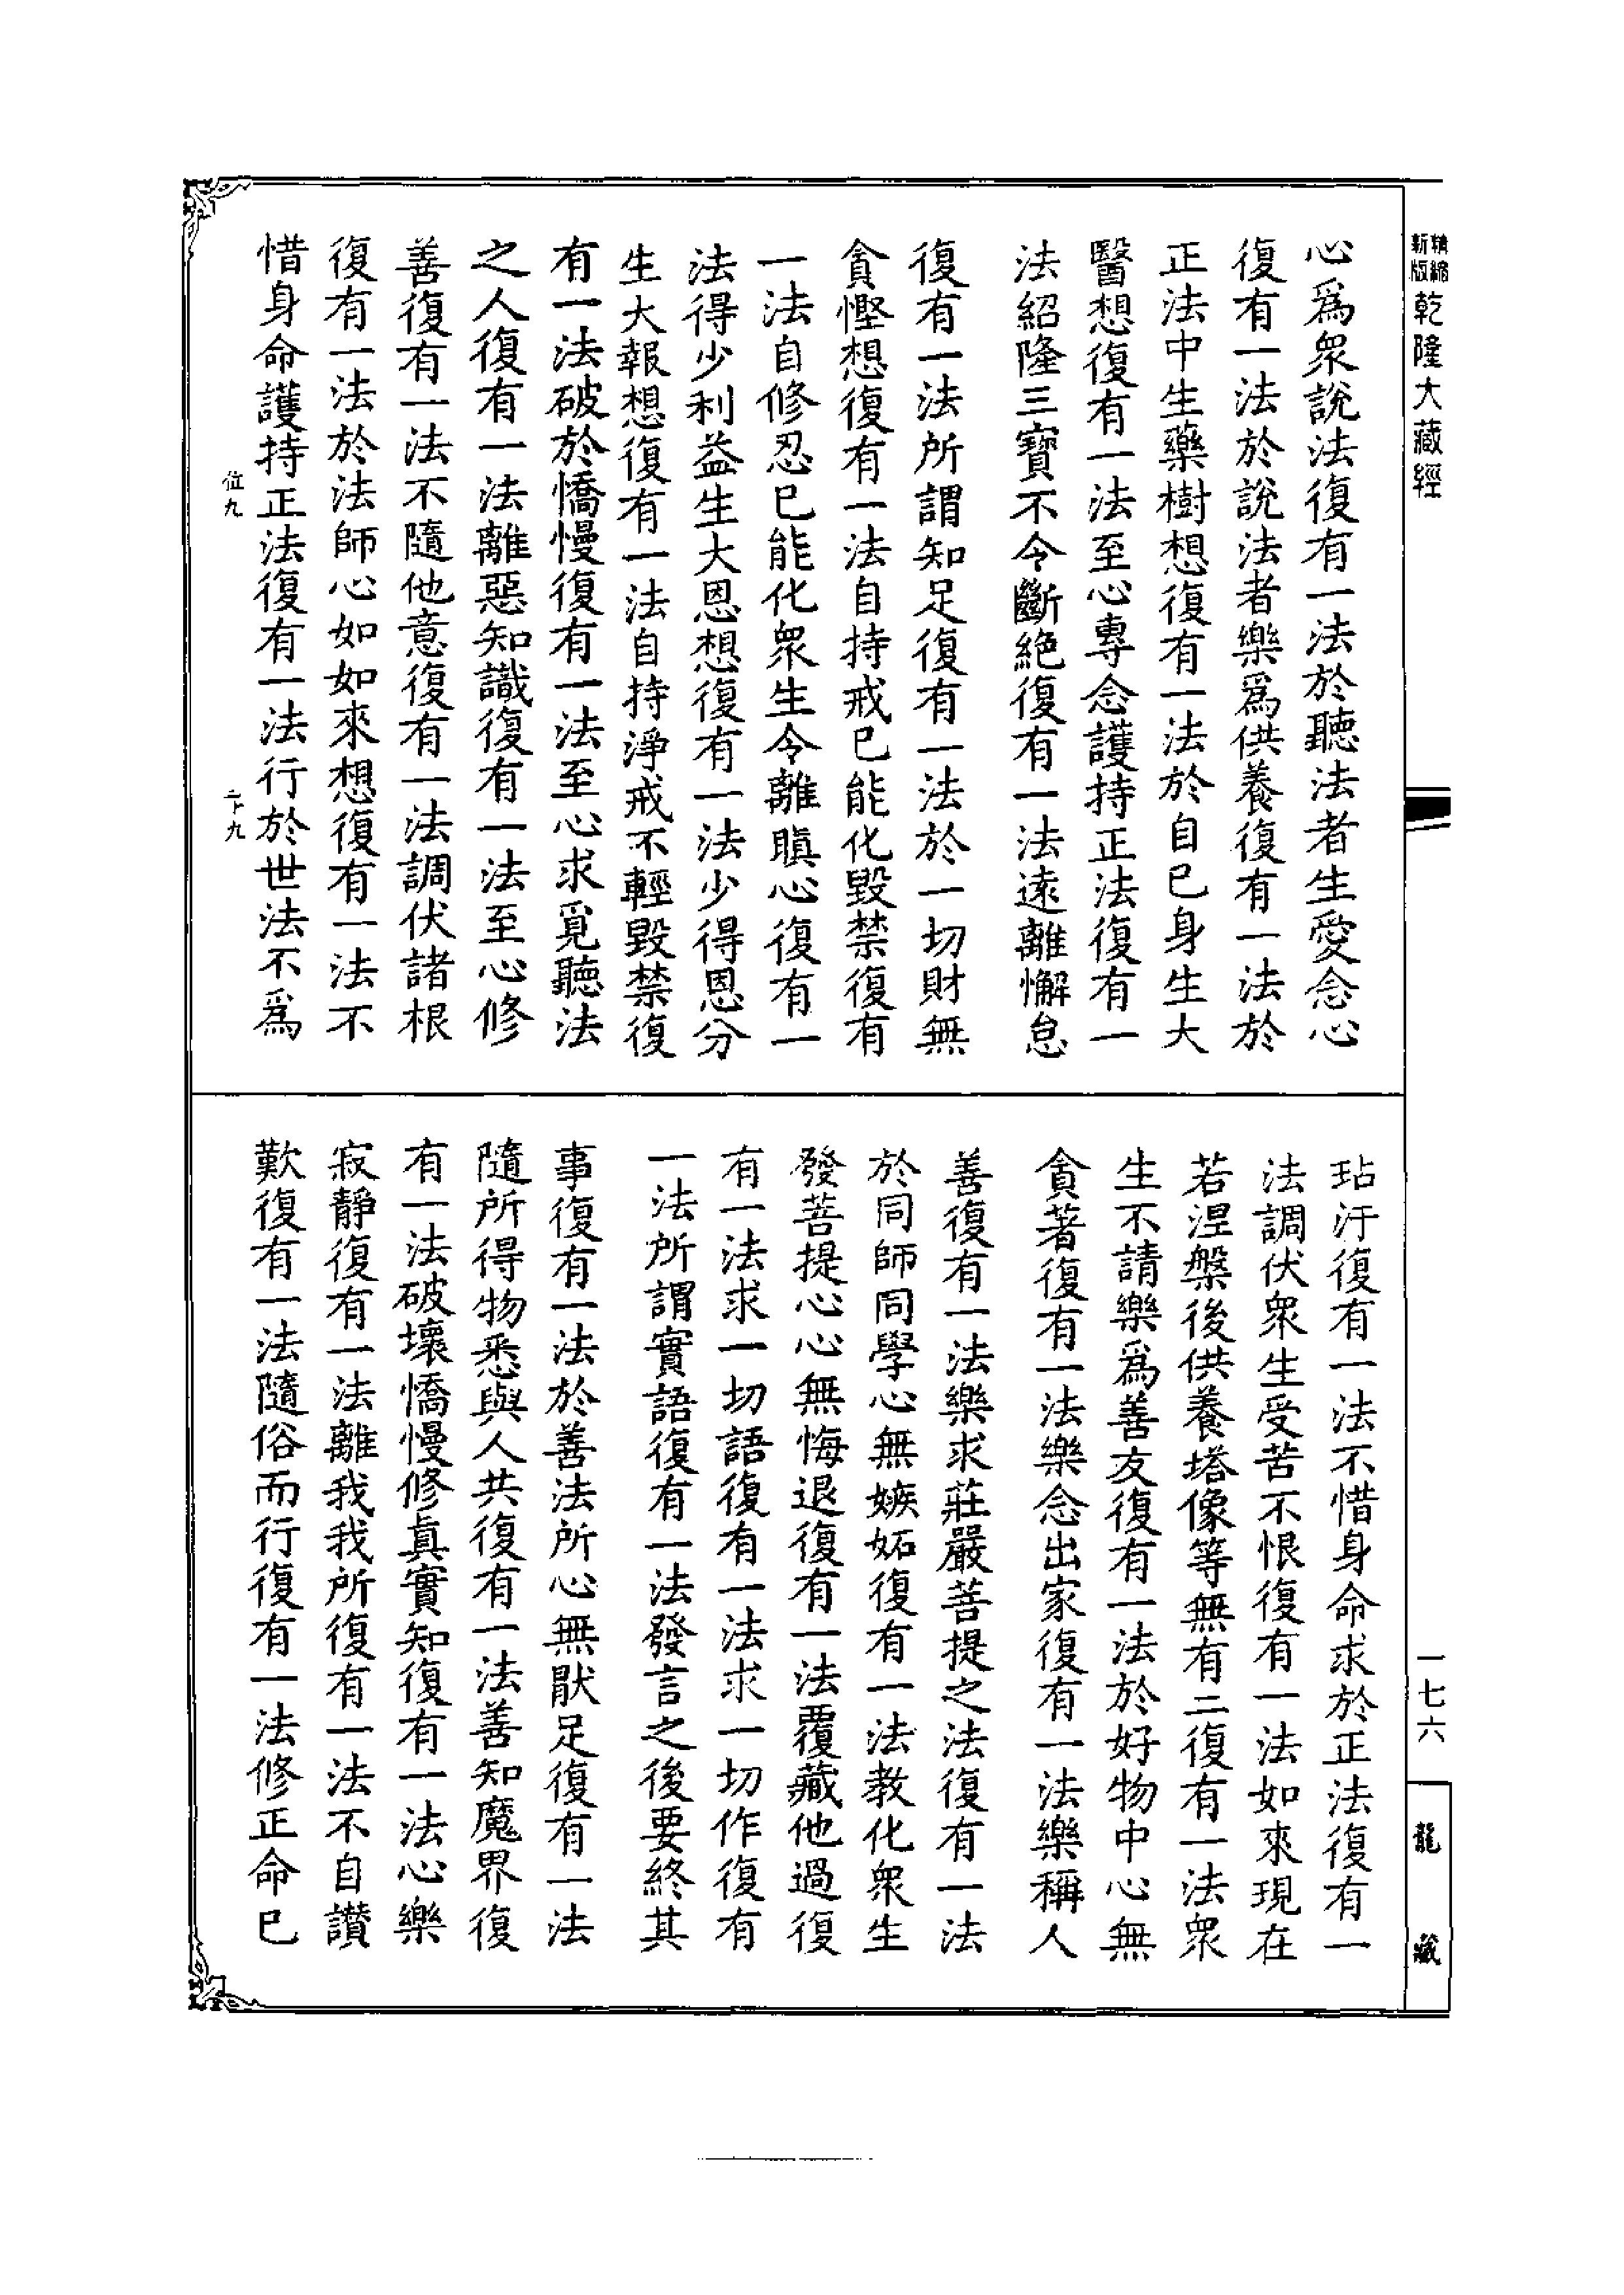 精縮新版乾隆大藏經
心爲衆說法復有一法於聽法者生愛念心
復有一法於說法者樂爲供養復有一法於
正法中生藥樹想復有一法於自已身生大
醫想復有一法至心專念護持正法復有一
法紹隆三寶不令斷絶復有一法遠離懈怠
復有一法所謂知足復有一法於一切財無
貪慳想復有一法自持戒已能化毀禁復有
一法自修忍已能化衆生令離瞋心復有一
法得少利益生大恩想復有一法少得恩分
生大報想復有一法自持淨戒不輕毀禁復
有一法破於憍慢復有一法至心求覓聽法
之人復有一法離惡知識復有一法至心修
善復有一法不隨他意復有一法調伏諸根
復有一法於法師心如如來想復有一法不
惜身命護持正法復有一法行於世法不爲
位九
二十九
玷汙復有一法不惜身命求於正法復有一
法調伏衆生受苦不恨復有一法如來現在
若涅槃後供養塔像等無有二復有一法衆
生不請樂爲善友復有一法於好物中心無
貪著復有一法樂念出家復有一法樂稱人
善復有一法樂求莊嚴菩提之法復有一法
於同師同學心無嫉妬復有一法教化衆生
發菩提心心無悔退復有一法覆藏他過復
有一法求一切語復有一法求一切作復有
一法所謂實語復有一法發言之後要終其
事復有一法於善法所心無猒足復有一法
隨所得物悉與人共復有一法善知魔界復
有一法破壞憍慢修眞實知復有一法心樂
寂靜復有一法離我我所復有一法不自讃
歎復有一法隨俗而行復有一法修正命已
一七六
龍藏